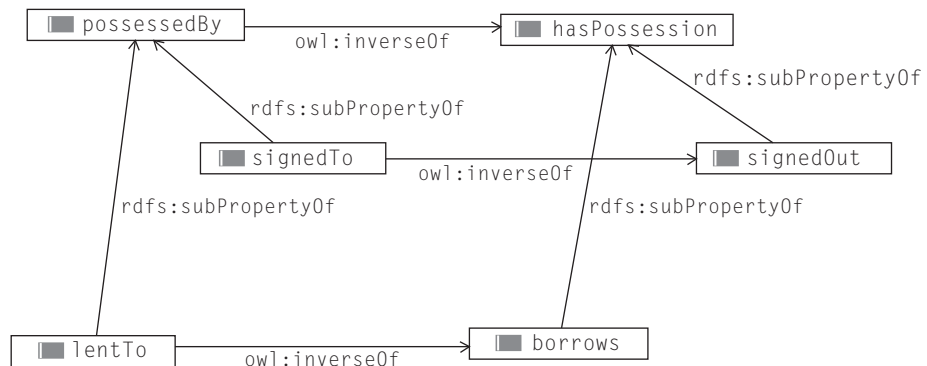 possessedBy
owl:inverseOf
hasPossession
rdfs:subPropertyOf
rdfs:subPropertyOf
signedTo
owl:inverseOf
signedOut
rdfs:subPropertyOf
rdfs:subPropertyOf
lentTo
owl:inverseOf
borrows